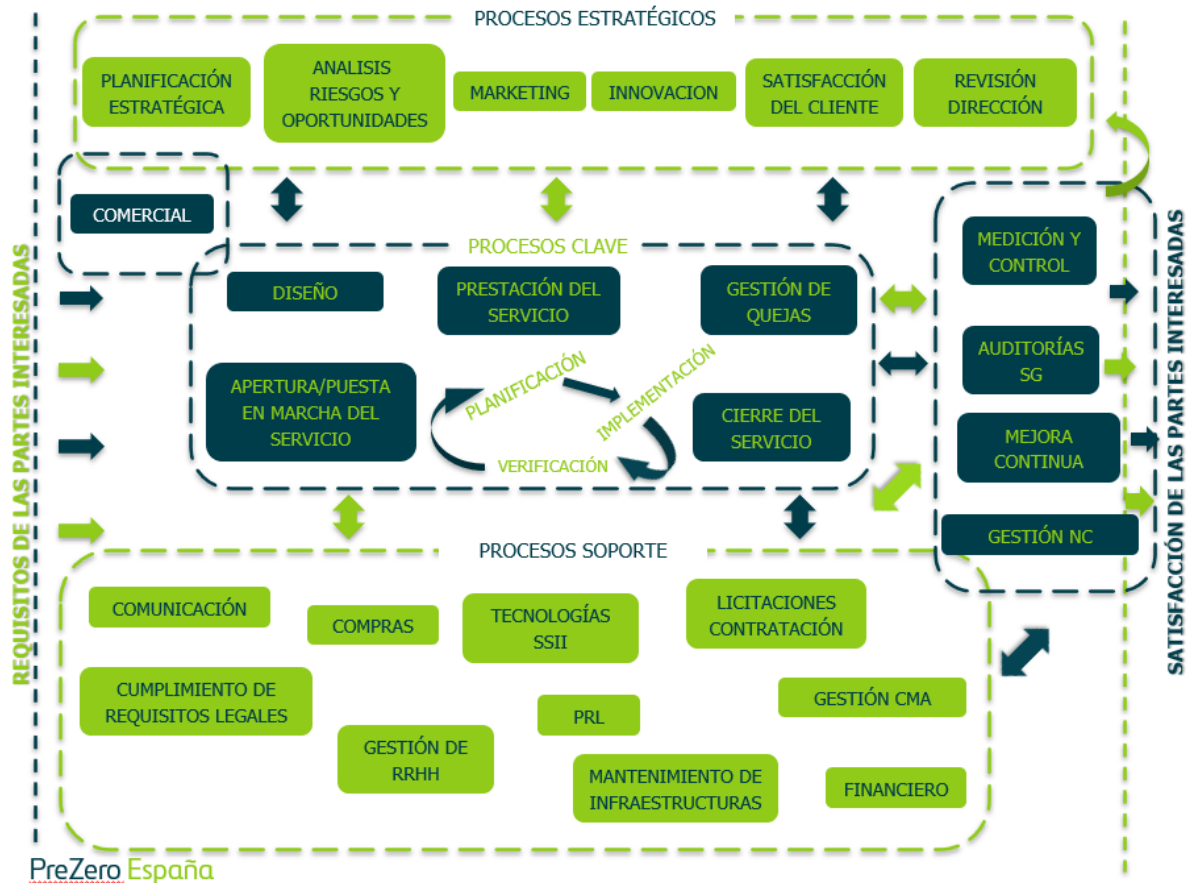 PROCESOS ESTRATÉGICOS
PLANIFICACIÓN
ESTRATÉGICA
ANALISIS
RIESGOS Y
OPORTUNIDADES
MARKETING
INNOVACION
SATISFACCIÓN
DEL CLIENTE
REVISIÓN
DIRECCIÓN
COMERCIAL
REQUISITOS DE LAS PARTES INTERESADAS
PROCESOS CLAVE
DISEÑO
PRESTACIÓN DEL
SERVICIO
GESTIÓN DE
QUEJAS
APERTURA/PUESTA
EN MARCHA DEL
SERVICIO
PLANIFICACIÓN
IMPLEMENTACIÓN
VERIFICACIÓN
CIERRE DEL
SERVICIO
MEDICIÓN Y
CONTROL
AUDITORÍAS
SG
MEJORA
CONTINUA
GESTIÓN NC
SATISFACCIÓN DE LAS PARTES INTERESADAS
PROCESOS SOPORTE
COMUNICACIÓN
COMPRAS
TECNOLOGÍAS
SSII
LICITACIONES
CONTRATACIÓN
CUMPLIMIENTO DE
REQUISITOS LEGALES
GESTIÓN DE
RRHH
PRL
GESTIÓN CMA
MANTENIMIENTO DE
INFRAESTRUCTURAS
FINANCIERO
PreZero España